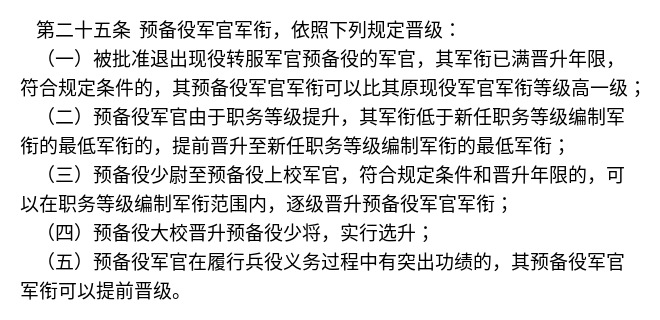 第二十五条 预备役军官军衔，依照下列规定晋级：
（一）被批准退出现役转服军官预备役的军官，其军衔已满晋升年限，
符合规定条件的，其预备役军官军衔可以比其原现役军官军衔等级高一级；
（二）预备役军官由于职务等级提升，其军衔低于新任职务等级编制军
衔的最低军衔的，提前晋升至新任职务等级编制军衔的最低军衔；
（三）预备役少尉至预备役上校军官，符合规定条件和晋升年限的，可
以在职务等级编制军衔范围内，逐级晋升预备役军官军衔；
（四）预备役大校晋升预备役少将，实行选升；
（五）预备役军官在履行兵役义务过程中有突出功绩的，其预备役军官
军衔可以提前晋级。